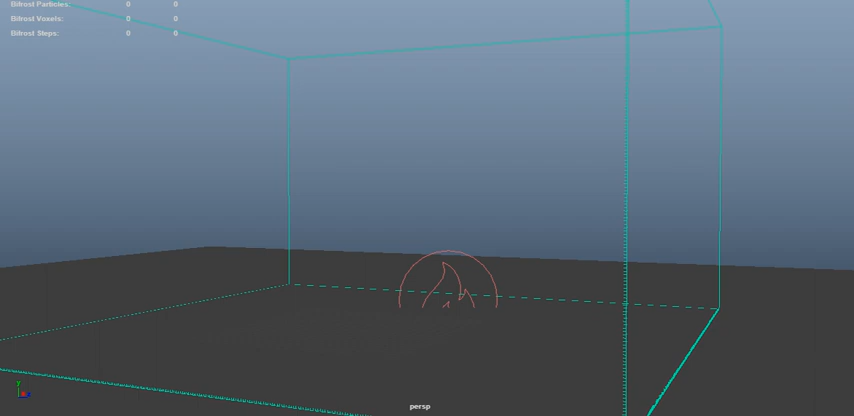 Bifrost Particles: 0 0
Bifrost Voxels: 0 0
Bifrost Steps: 0 0
y
x
persp